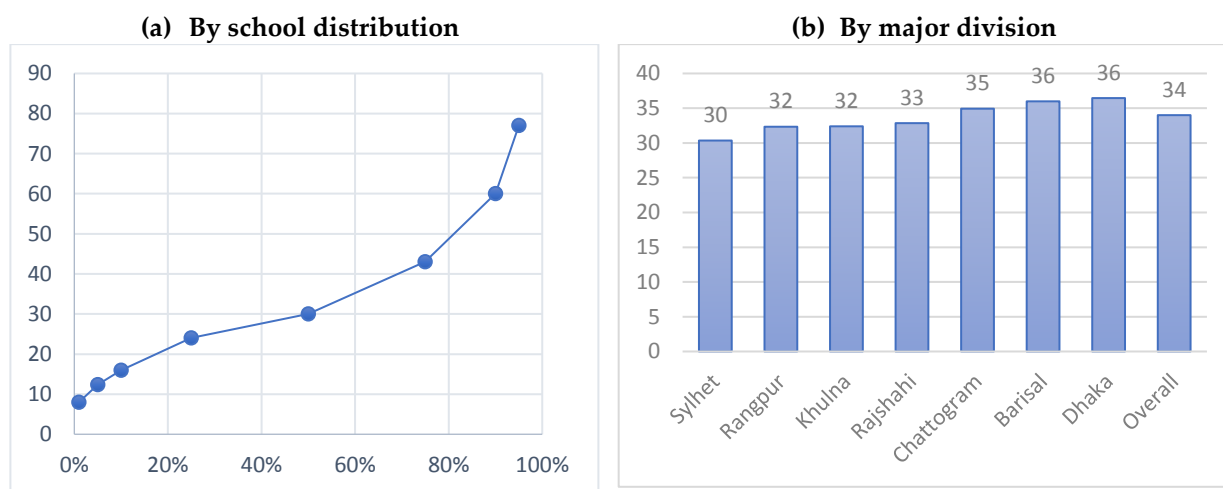 (a) By school distribution
90
80
70
60
50
40
30
20
10
0
0% 20% 40% 60% 80% 100%
(b) By major division
40
35
30
25
20
15
10
5
0
30 32 32 33 35 36 36 34
Sylhet
Rangpur
Khulna
Rajshahi
Chattogram
Barisal
Dhaka
Overall